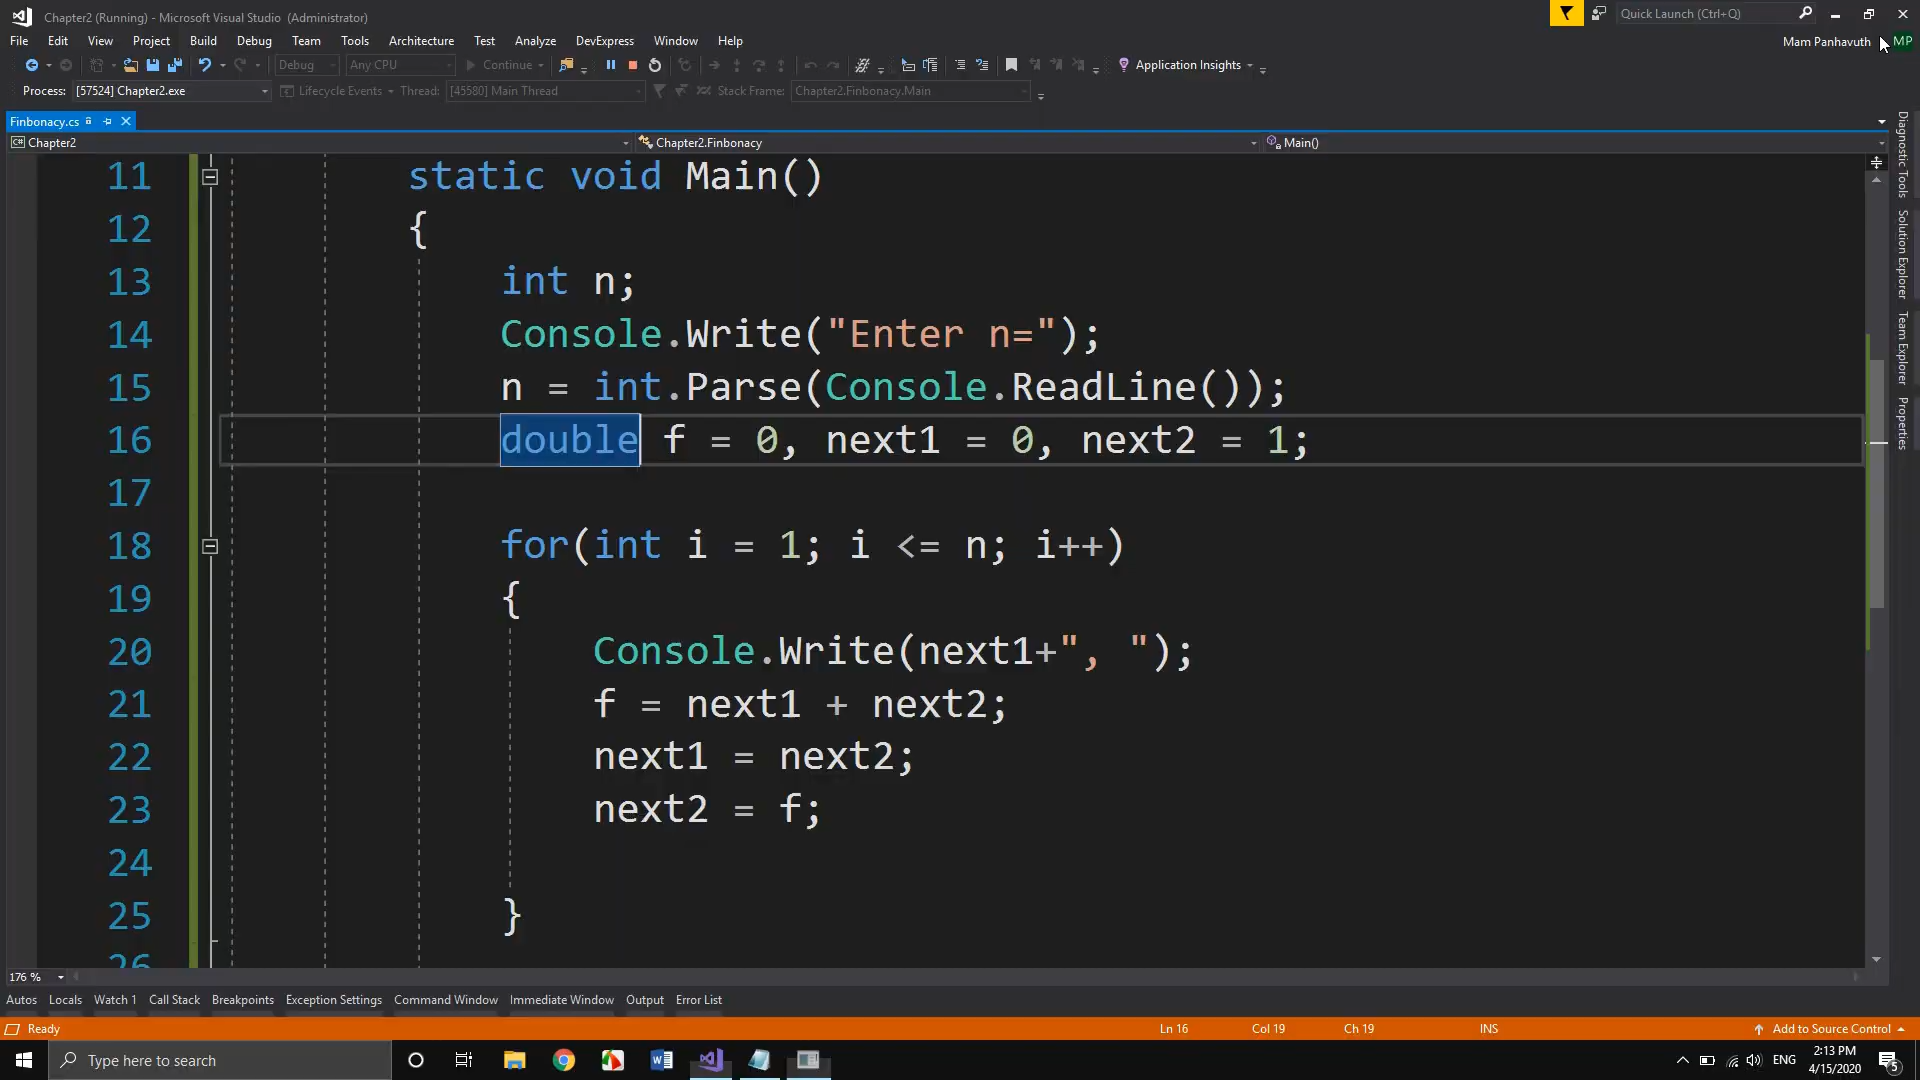 Chapter2 (Running) - Microsoft Visual Studio (Administrator)
Quick Launch (Ctrl+Q)
File Edit View Project Build Debug Team Tools Architecture Test Analyze DevExpress Window Help
Mam Panhavuth MP
Debug Any CPU Continue Application Insights
Process: [57524] Chapter2.exe Lifecycle Events Thread: [45580] Main Thread Stack Frame: Chapter2.Finbonacy.Main
Finbonacy.cs
Chapter2 Chapter2.Finbonacy Main()
11 static void Main()
12 {
13 int n;
14 Console.Write("Enter n=");
15 n = int.Parse(Console.ReadLine());
16 double f = 0, next1 = 0, next2 = 1;
17
18 for(int i = 1; i <= n; i++)
19 {
20 Console.Write(next1+", ");
21 f = next1 + next2;
22 next1 = next2;
23 next2 = f;
24
25 }
26
Diagnostic Tools
Solution Explorer
Team Explorer
Properties
176 %
Autos Locals Watch 1 Call Stack Breakpoints Exception Settings Command Window Immediate Window Output Error List
Ready Ln 16 Col 19 Ch 19 INS Add to Source Control
Type here to search
ENG
2:13 PM
4/15/2020
5